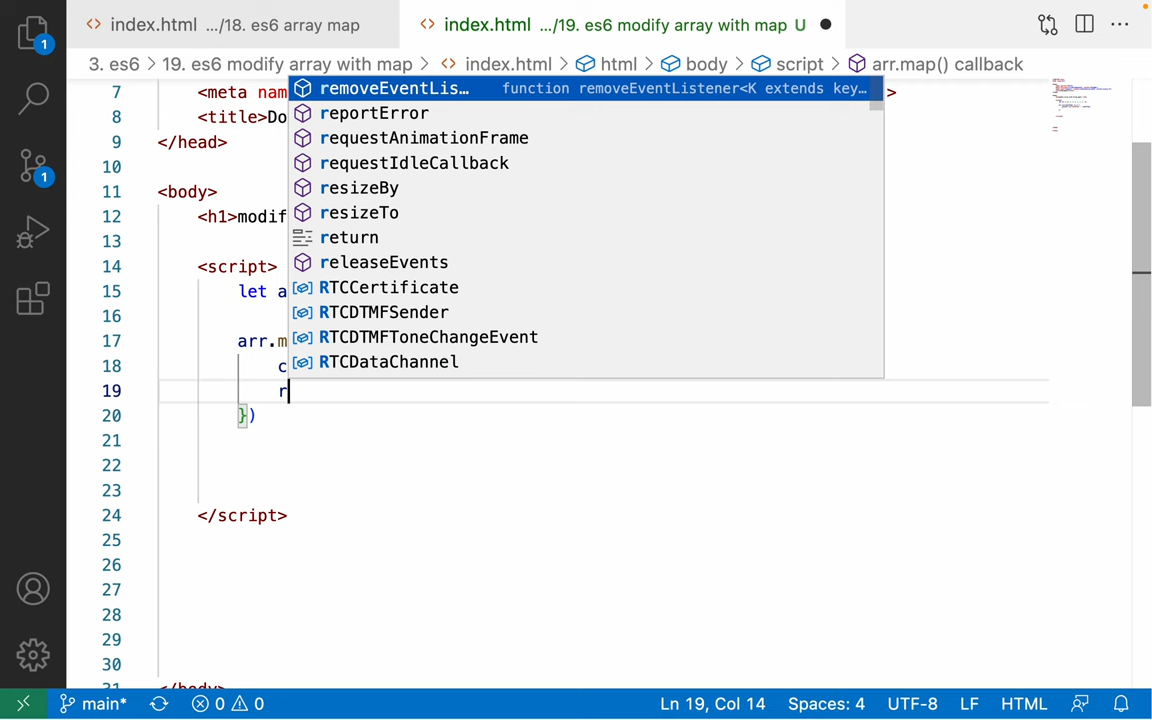 index.html .../18. es6 array map
index.html .../19. es6 modify array with map U
3. es6 > 19. es6 modify array with map > index.html > html > body > script > arr.map() callback
1
1
7 <meta nam >
removeEventLis… function removeEventListener<K extends key…
8 <title>Do
reportError
9 </head>
requestAnimationFrame
10
requestIdleCallback
11 <body>
resizeBy
12 <h1>modif
resizeTo
13
return
14 <script>
releaseEvents
15 let a
RTCCertificate
16
RTCDTMFSender
17 arr.m
RTCDTMFToneChangeEvent
18 c
RTCDataChannel
19 r
20 })
21
22
23
24 </script>
25
26
27
28
29
30
31 </body>
main* 0 0 Ln 19, Col 14 Spaces: 4 UTF-8 LF HTML